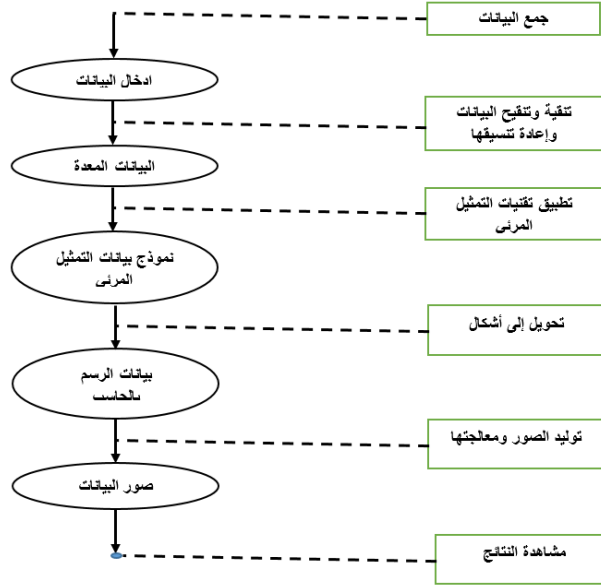 جمع البيانات
ادخال البيانات
تنقية وتنقيح البيانات
وإعادة تنسيقها
البيانات المعدة
تطبيق تقنيات التمثيل
المرئى
نموذج بيانات التمثيل
المرئى
تحويل إلى أشكال
بيانات الرسم
بالحاسب
توليد الصور ومعالجتها
صور البيانات
مشاهدة النتائج